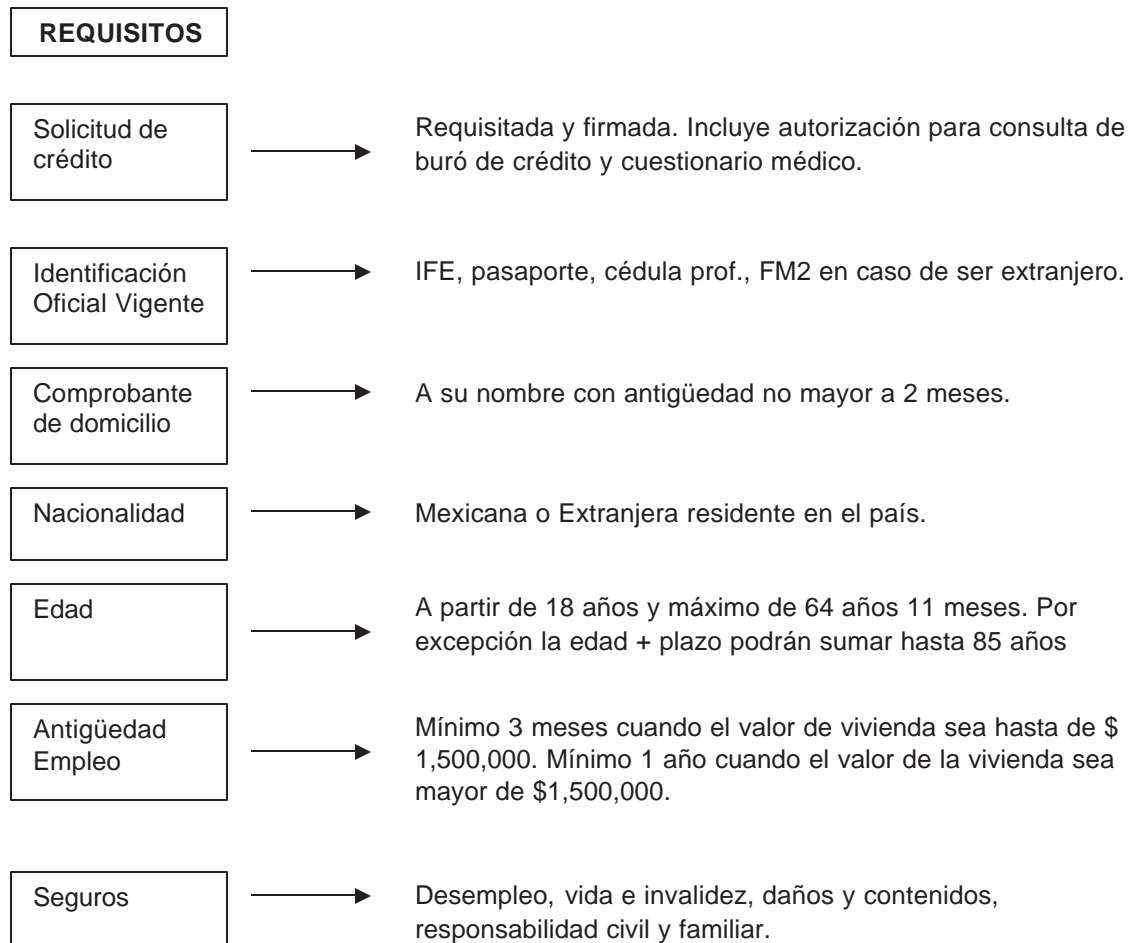 REQUISITOS
Solicitud de
crédito
Requisitada y firmada. Incluye autorización para consulta de
buró de crédito y cuestionario médico.
Identificación
Oficial Vigente
IFE, pasaporte, cédula prof., FM2 en caso de ser extranjero.
Comprobante
de domicilio
A su nombre con antigüedad no mayor a 2 meses.
Nacionalidad
Mexicana o Extranjera residente en el país.
Edad
A partir de 18 años y máximo de 64 años 11 meses. Por
excepción la edad + plazo podrán sumar hasta 85 años
Antigüedad
Empleo
Mínimo 3 meses cuando el valor de vivienda sea hasta de $
1,500,000. Mínimo 1 año cuando el valor de la vivienda sea
mayor de $1,500,000.
Seguros
Desempleo, vida e invalidez, daños y contenidos,
responsabilidad civil y familiar.